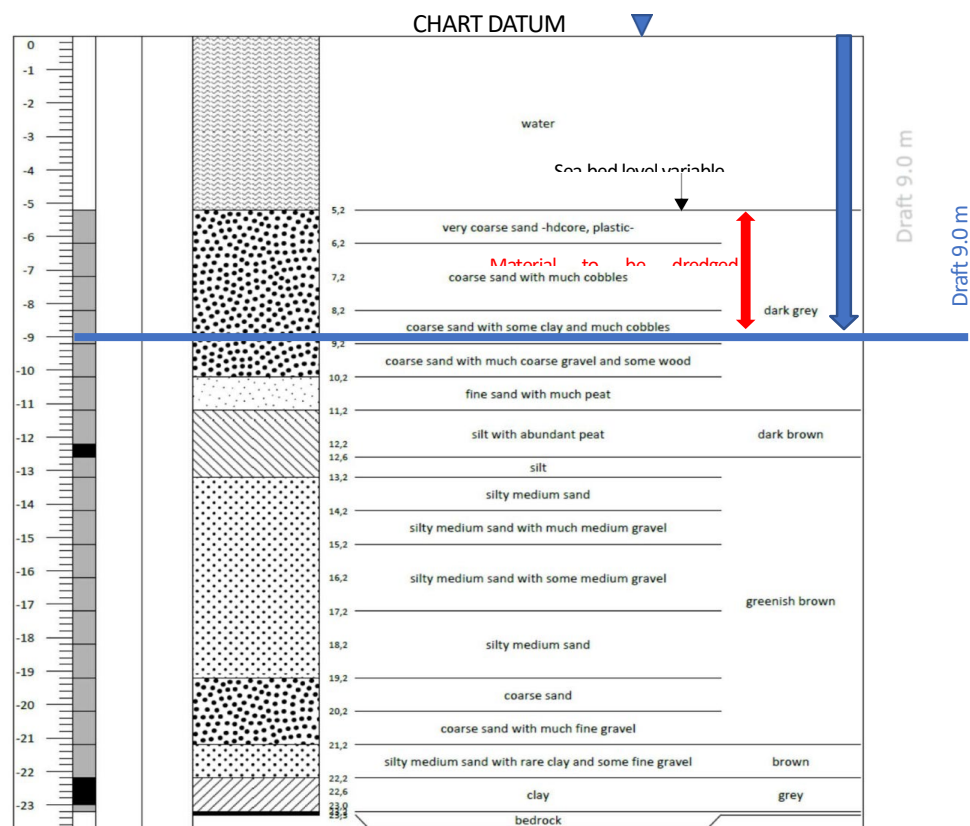 CHART DATUM
0
-1
-2
-3
-4
-5
-6
-7
-8
-9
-10
-11
-12
-13
-14
-15
-16
-17
-18
-19
-20
-21
-22
-23
water
Sea bed level variable
5,2
very coarse sand -hdcore, plastic-
6,2
Material to be dredged
7,2
coarse sand with much cobbles
8,2
dark grey
coarse sand with some clay and much cobbles
9,2
coarse sand with much coarse gravel and some wood
10,2
fine sand with much peat
11,2
silt with abundant peat
dark brown
12,2
12,6
silt
13,2
silty medium sand
14,2
silty medium sand with much medium gravel
15,2
16,2
silty medium sand with some medium gravel
greenish brown
17,2
18,2
silty medium sand
19,2
coarse sand
20,2
coarse sand with much fine gravel
21,2
silty medium sand with rare clay and some fine gravel
brown
22,2
22,6
clay
grey
23,0
bedrock
Draft 9.0 m
Draft 9.0 m